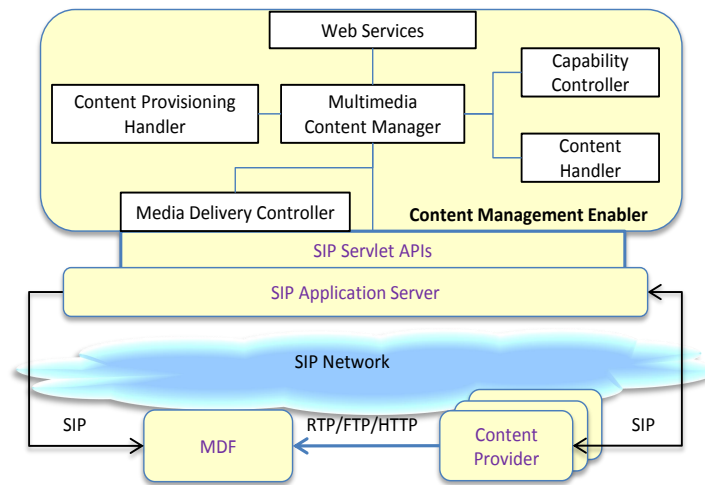 Web Services
Content Provisioning
Handler
Multimedia
Content Manager
Capability
Controller
Content
Handler
Media Delivery Controller
Content Management Enabler
SIP Servlet APIs
SIP Application Server
SIP Network
SIP
MDF
RTP/FTP/HTTP
Content
Provider
SIP